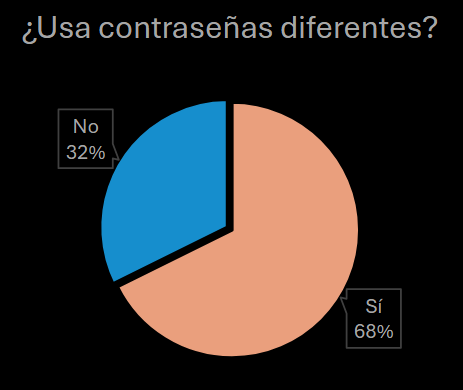 ¿Usa contraseñas diferentes?
No
32%
Sí
68%